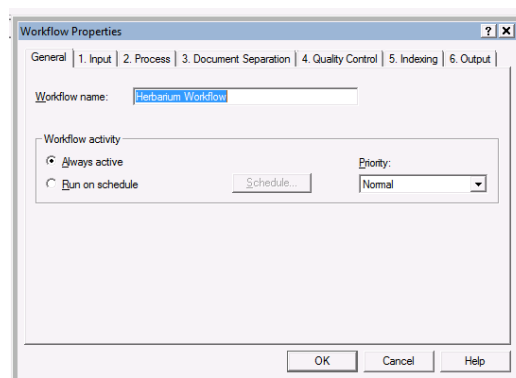 Workflow Properties
General 1. Input 2. Process 3. Document Separation 4. Quality Control 5. Indexing 6. Output
Workflow name: Herbarium Workflow
Workflow activity
Always active Priority:
Run on schedule Schedule... Normal
OK Cancel Help